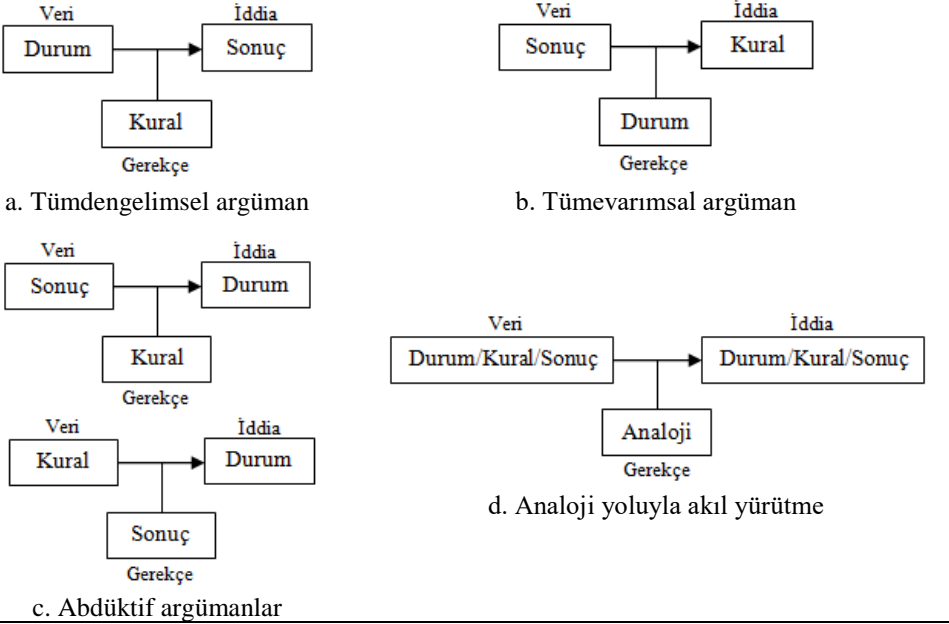 Veri İddia
Durum Sonuç
Kural
Gerekçe
a. Tümdengelimsel argüman
Veri İddia
Sonuç Kural
Durum
Gerekçe
b. Tümevarımsal argüman
Veri İddia
Sonuç Durum
Kural
Gerekçe
Veri İddia
Kural Durum
Sonuç
Gerekçe
c. Abdüktif argümanlar
Veri İddia
Durum/Kural/Sonuç Durum/Kural/Sonuç
Analoji
Gerekçe
d. Analoji yoluyla akıl yürütme